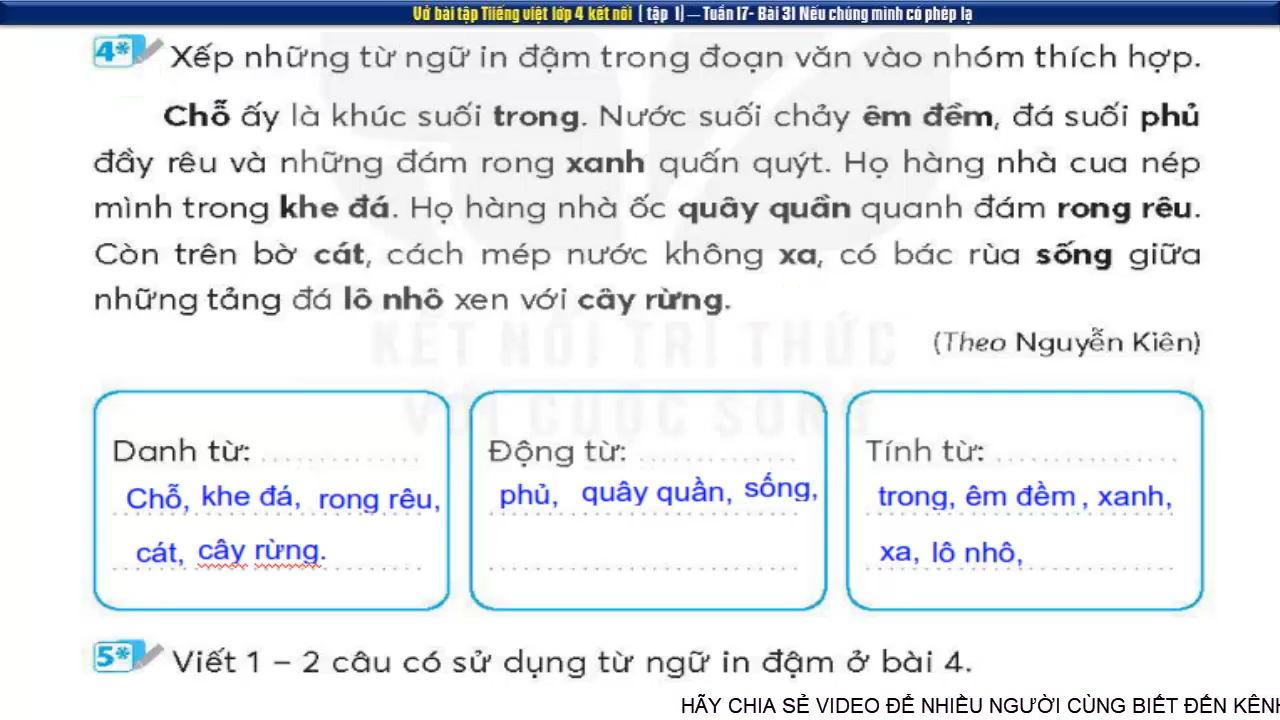 Vở bài tập Tiiếng việt lớp 4 kết nối ( tập 1) – Tuần 17- Bài 31 Nếu chúng mình có phép lạ
4* Xếp những từ ngữ in đậm trong đoạn văn vào nhóm thích hợp.
Chỗ ấy là khúc suối trong. Nước suối chảy êm đềm, đá suối phủ
đầy rêu và những đám rong xanh quấn quýt. Họ hàng nhà cua nép
mình trong khe đá. Họ hàng nhà ốc quây quần quanh đám rong rêu.
Còn trên bờ cát, cách mép nước không xa, có bác rùa sống giữa
những tảng đá lô nhô xen với cây rừng.
KẾT NỐI TRI THỨC
(Theo Nguyễn Kiên)
VỚI CUỘC SỐNG
Danh từ: ..............
Chỗ, khe đá, rong rêu,
cát, cây rừng.
Động từ: ..............
phủ, quây quần, sống,
Tính từ: ................
trong, êm đềm , xanh,
xa, lô nhô,
5* Viết 1 – 2 câu có sử dụng từ ngữ in đậm ở bài 4.
HÃY CHIA SẺ VIDEO ĐỂ NHIỀU NGƯỜI CÙNG BIẾT ĐẾN KÊNH